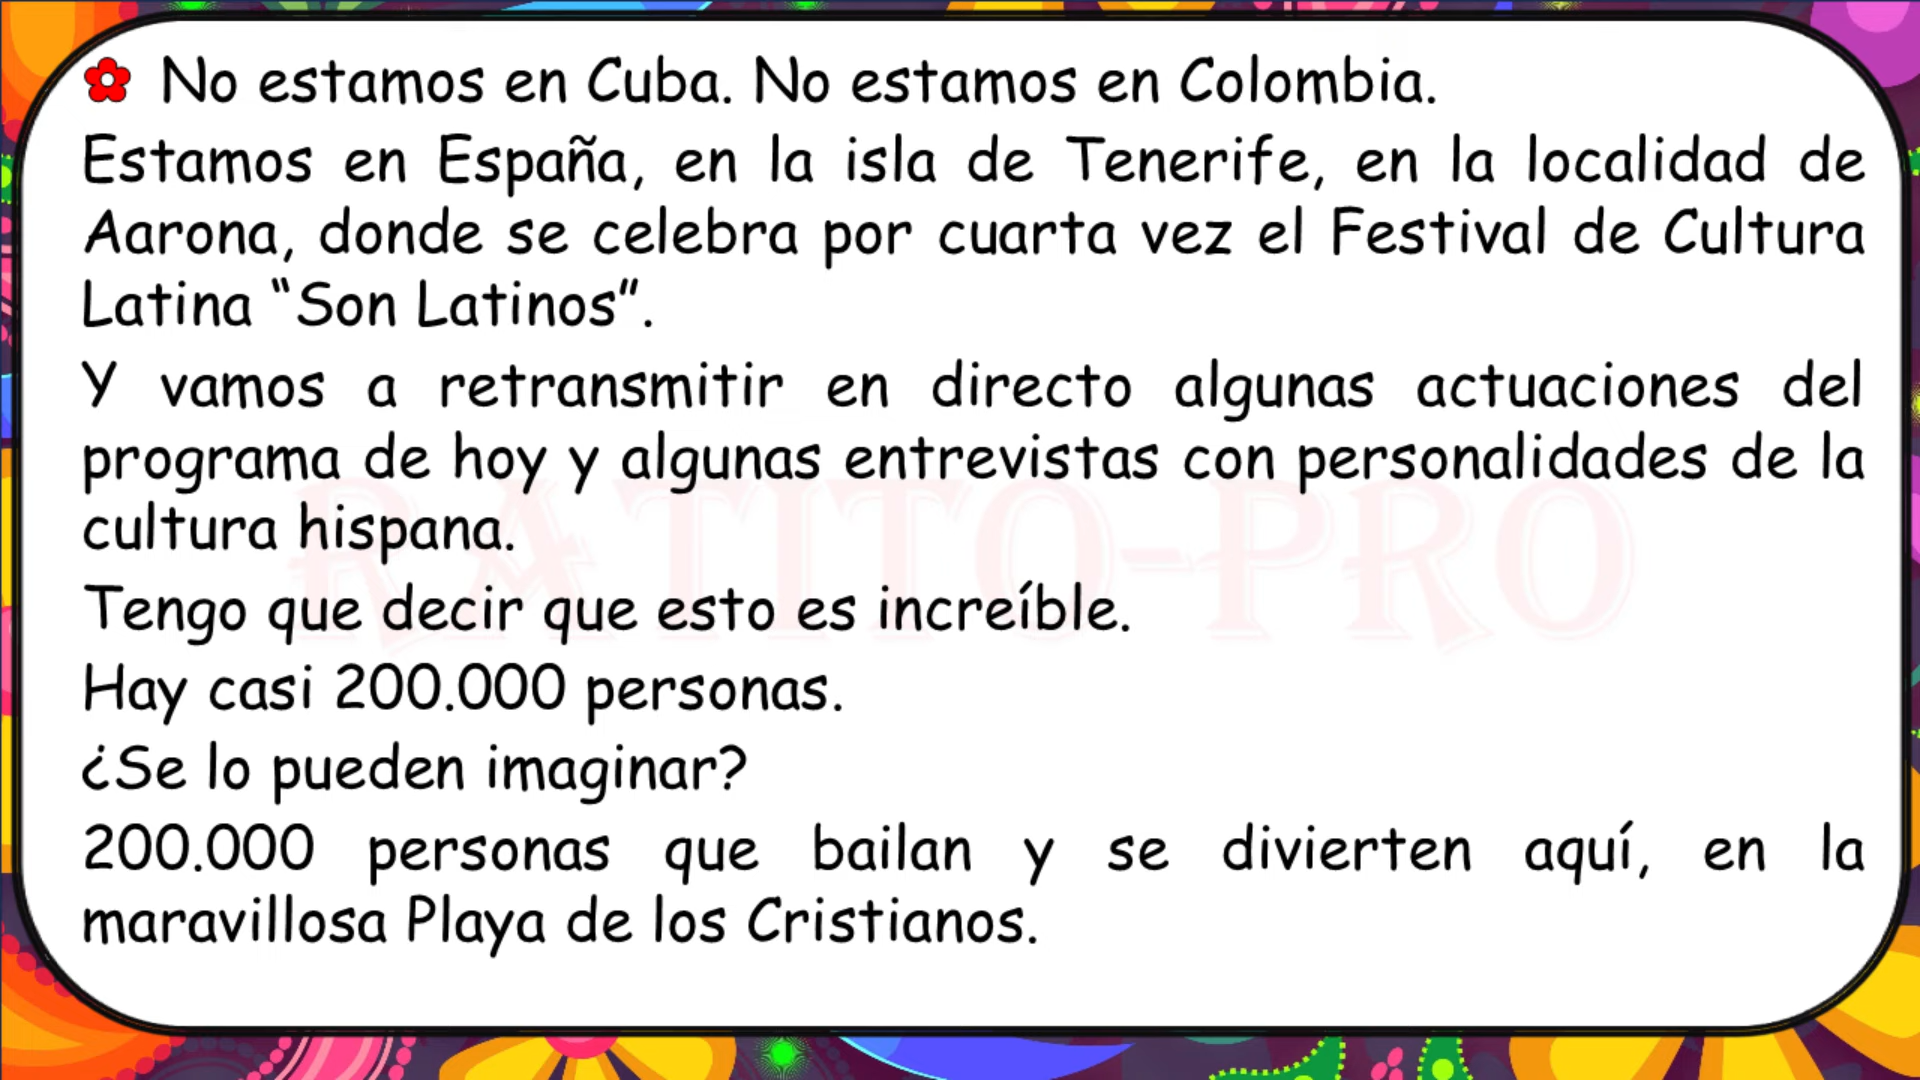 No estamos en Cuba. No estamos en Colombia.
Estamos en España, en la isla de Tenerife, en la localidad de
Aarona, donde se celebra por cuarta vez el Festival de Cultura
Latina “Son Latinos”.
Y vamos a retransmitir en directo algunas actuaciones del
programa de hoy y algunas entrevistas con personalidades de la
cultura hispana.
RATITO-PRO
Tengo que decir que esto es increíble.
Hay casi 200.000 personas.
¿Se lo pueden imaginar?
200.000 personas que bailan y se divierten aquí, en la
maravillosa Playa de los Cristianos.